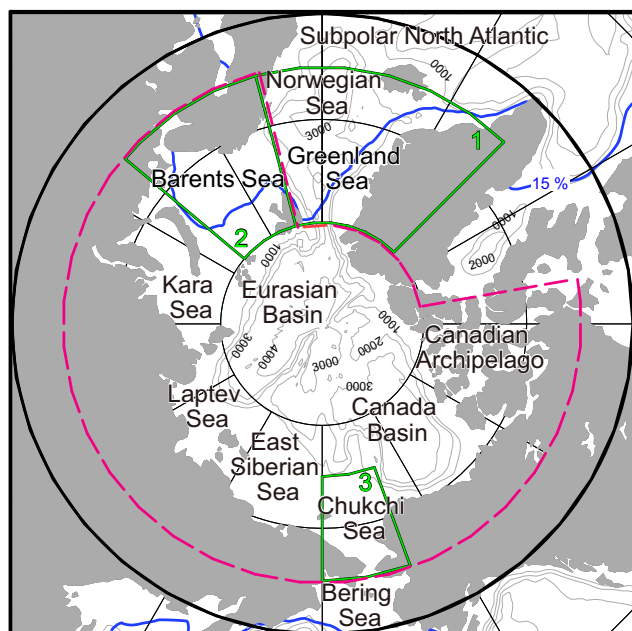 Subpolar North Atlantic
1000
Norwegian
Sea
3000
1
Greenland
Sea
Barents Sea
15 %
1000
2
1000
2000
Kara
Sea
Eurasian
Basin
1000
3000
4000
3000
2000
Canadian
Archipelago
3000
Laptev
Sea
Canada
Basin
East
Siberian
Sea
3
Chukchi
Sea
Bering
Sea